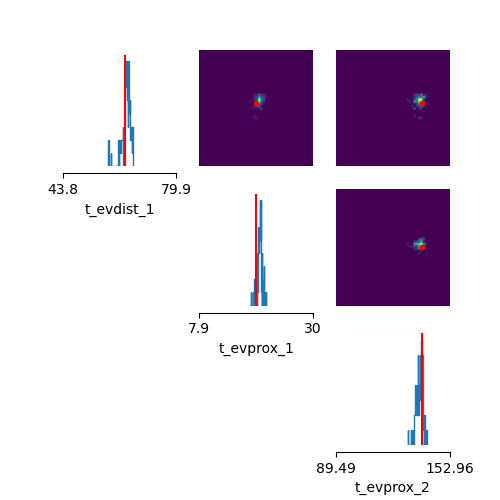 43.8 79.9
t_evdist_1
7.9 30
t_evprox_1
89.49 152.96
t_evprox_2